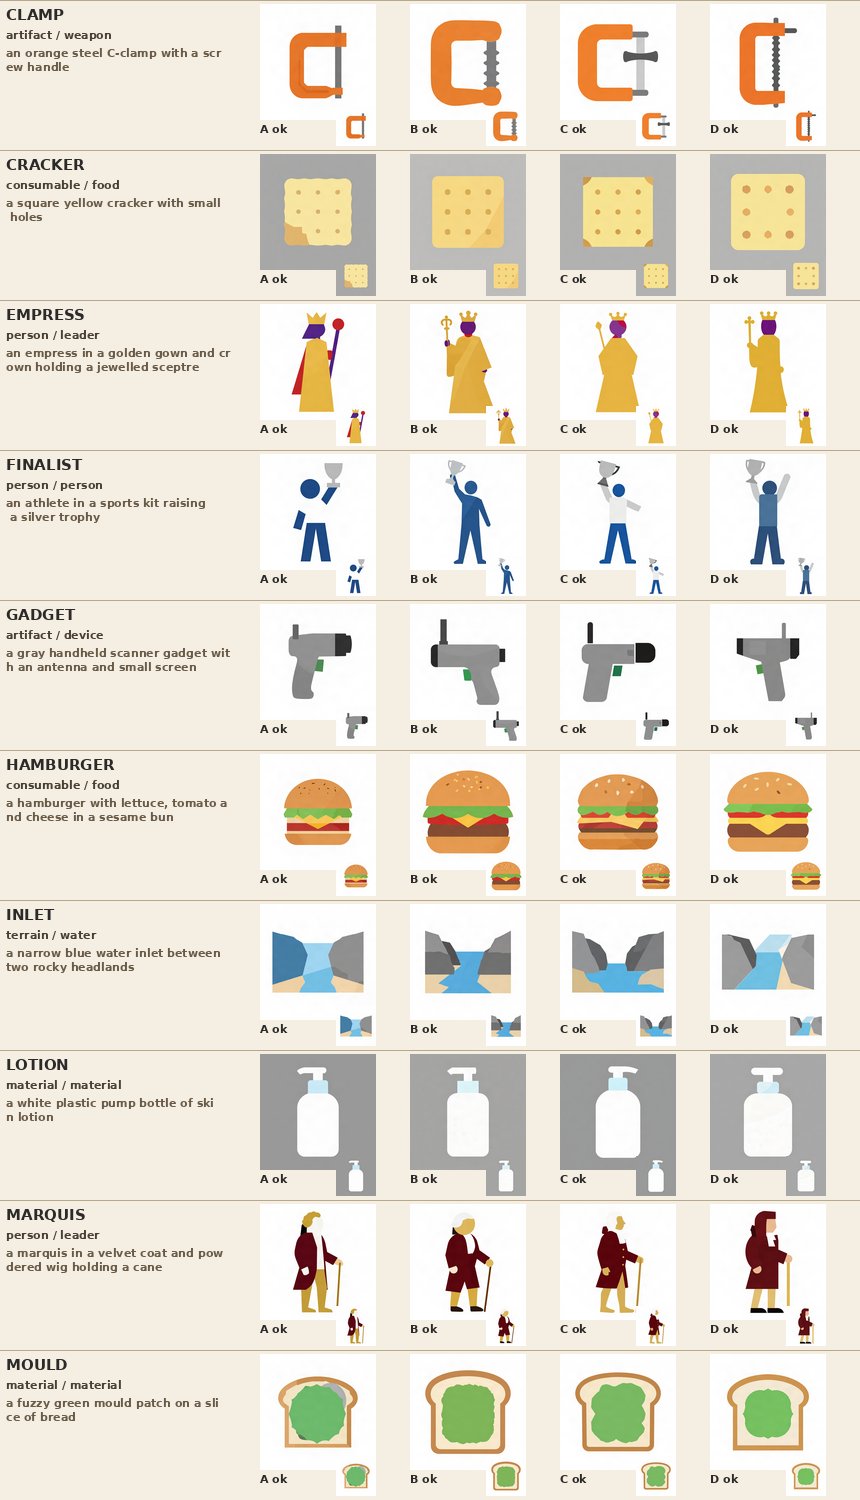 CLAMP
artifact / weapon
an orange steel C-clamp with a scr
ew handle
A ok
B ok
C ok
D ok
CRACKER
consumable / food
a square yellow cracker with small
holes
A ok
B ok
C ok
D ok
EMPRESS
person / leader
an empress in a golden gown and cr
own holding a jewelled sceptre
A ok
B ok
C ok
D ok
FINALIST
person / person
an athlete in a sports kit raising
a silver trophy
A ok
B ok
C ok
D ok
GADGET
artifact / device
a gray handheld scanner gadget wit
h an antenna and small screen
A ok
B ok
C ok
D ok
HAMBURGER
consumable / food
a hamburger with lettuce, tomato a
nd cheese in a sesame bun
A ok
B ok
C ok
D ok
INLET
terrain / water
a narrow blue water inlet between
two rocky headlands
A ok
B ok
C ok
D ok
LOTION
material / material
a white plastic pump bottle of ski
n lotion
A ok
B ok
C ok
D ok
MARQUIS
person / leader
a marquis in a velvet coat and pow
dered wig holding a cane
A ok
B ok
C ok
D ok
MOULD
material / material
a fuzzy green mould patch on a sli
ce of bread
A ok
B ok
C ok
D ok